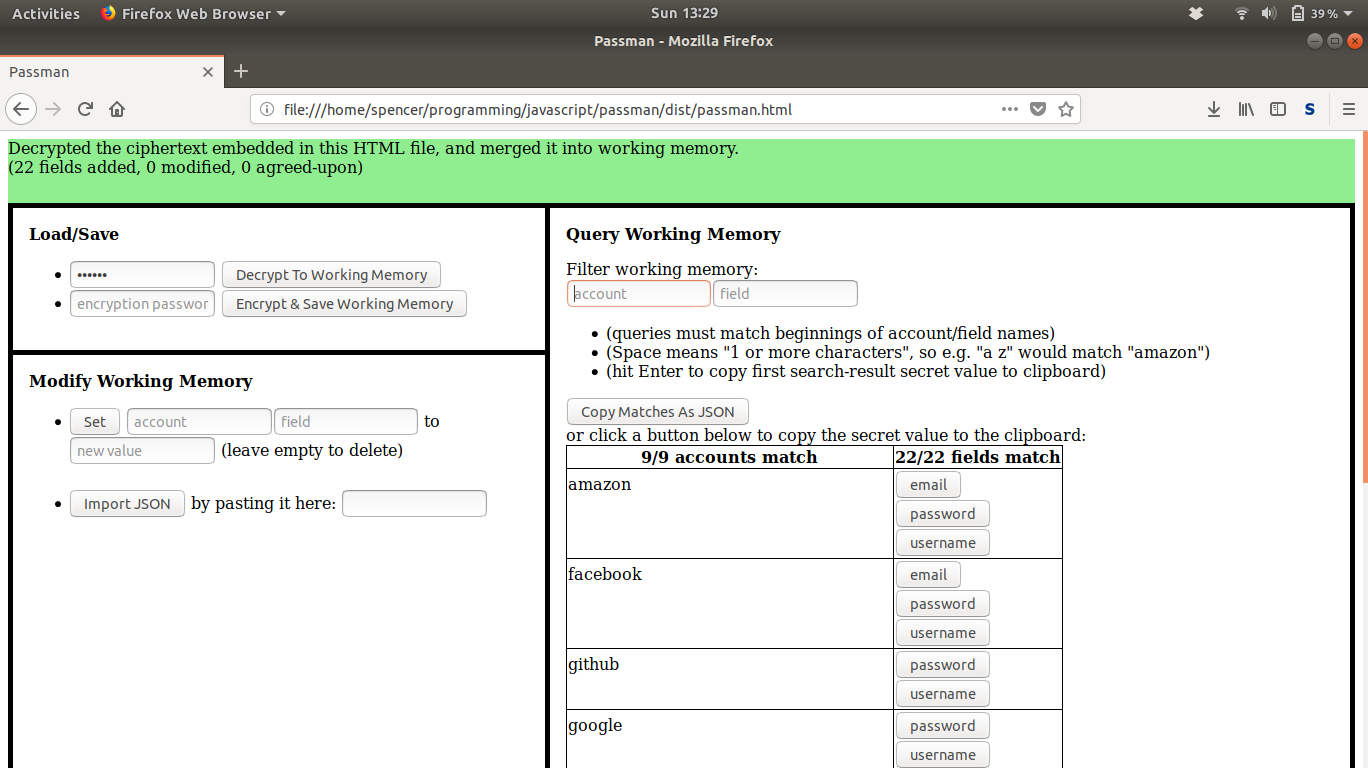 Activities Firefox Web Browser Sun 13:29 39%
Passman - Mozilla Firefox
Passman
file:///home/spencer/programming/javascript/passman/dist/passman.html S
Decrypted the ciphertext embedded in this HTML file, and merged it into working memory.
(22 fields added, 0 modified, 0 agreed-upon)
Load/Save
•••••• Decrypt To Working Memory
encryption passwor Encrypt & Save Working Memory
Modify Working Memory
Set account field to
new value (leave empty to delete)
Import JSON by pasting it here:
Query Working Memory
Filter working memory:
account field
(queries must match beginnings of account/field names)
(Space means "1 or more characters", so e.g. "a z" would match "amazon")
(hit Enter to copy first search-result secret value to clipboard)
Copy Matches As JSON
or click a button below to copy the secret value to the clipboard:
9/9 accounts match 22/22 fields match
amazon email
password
username
facebook email
password
username
github password
username
google password
username